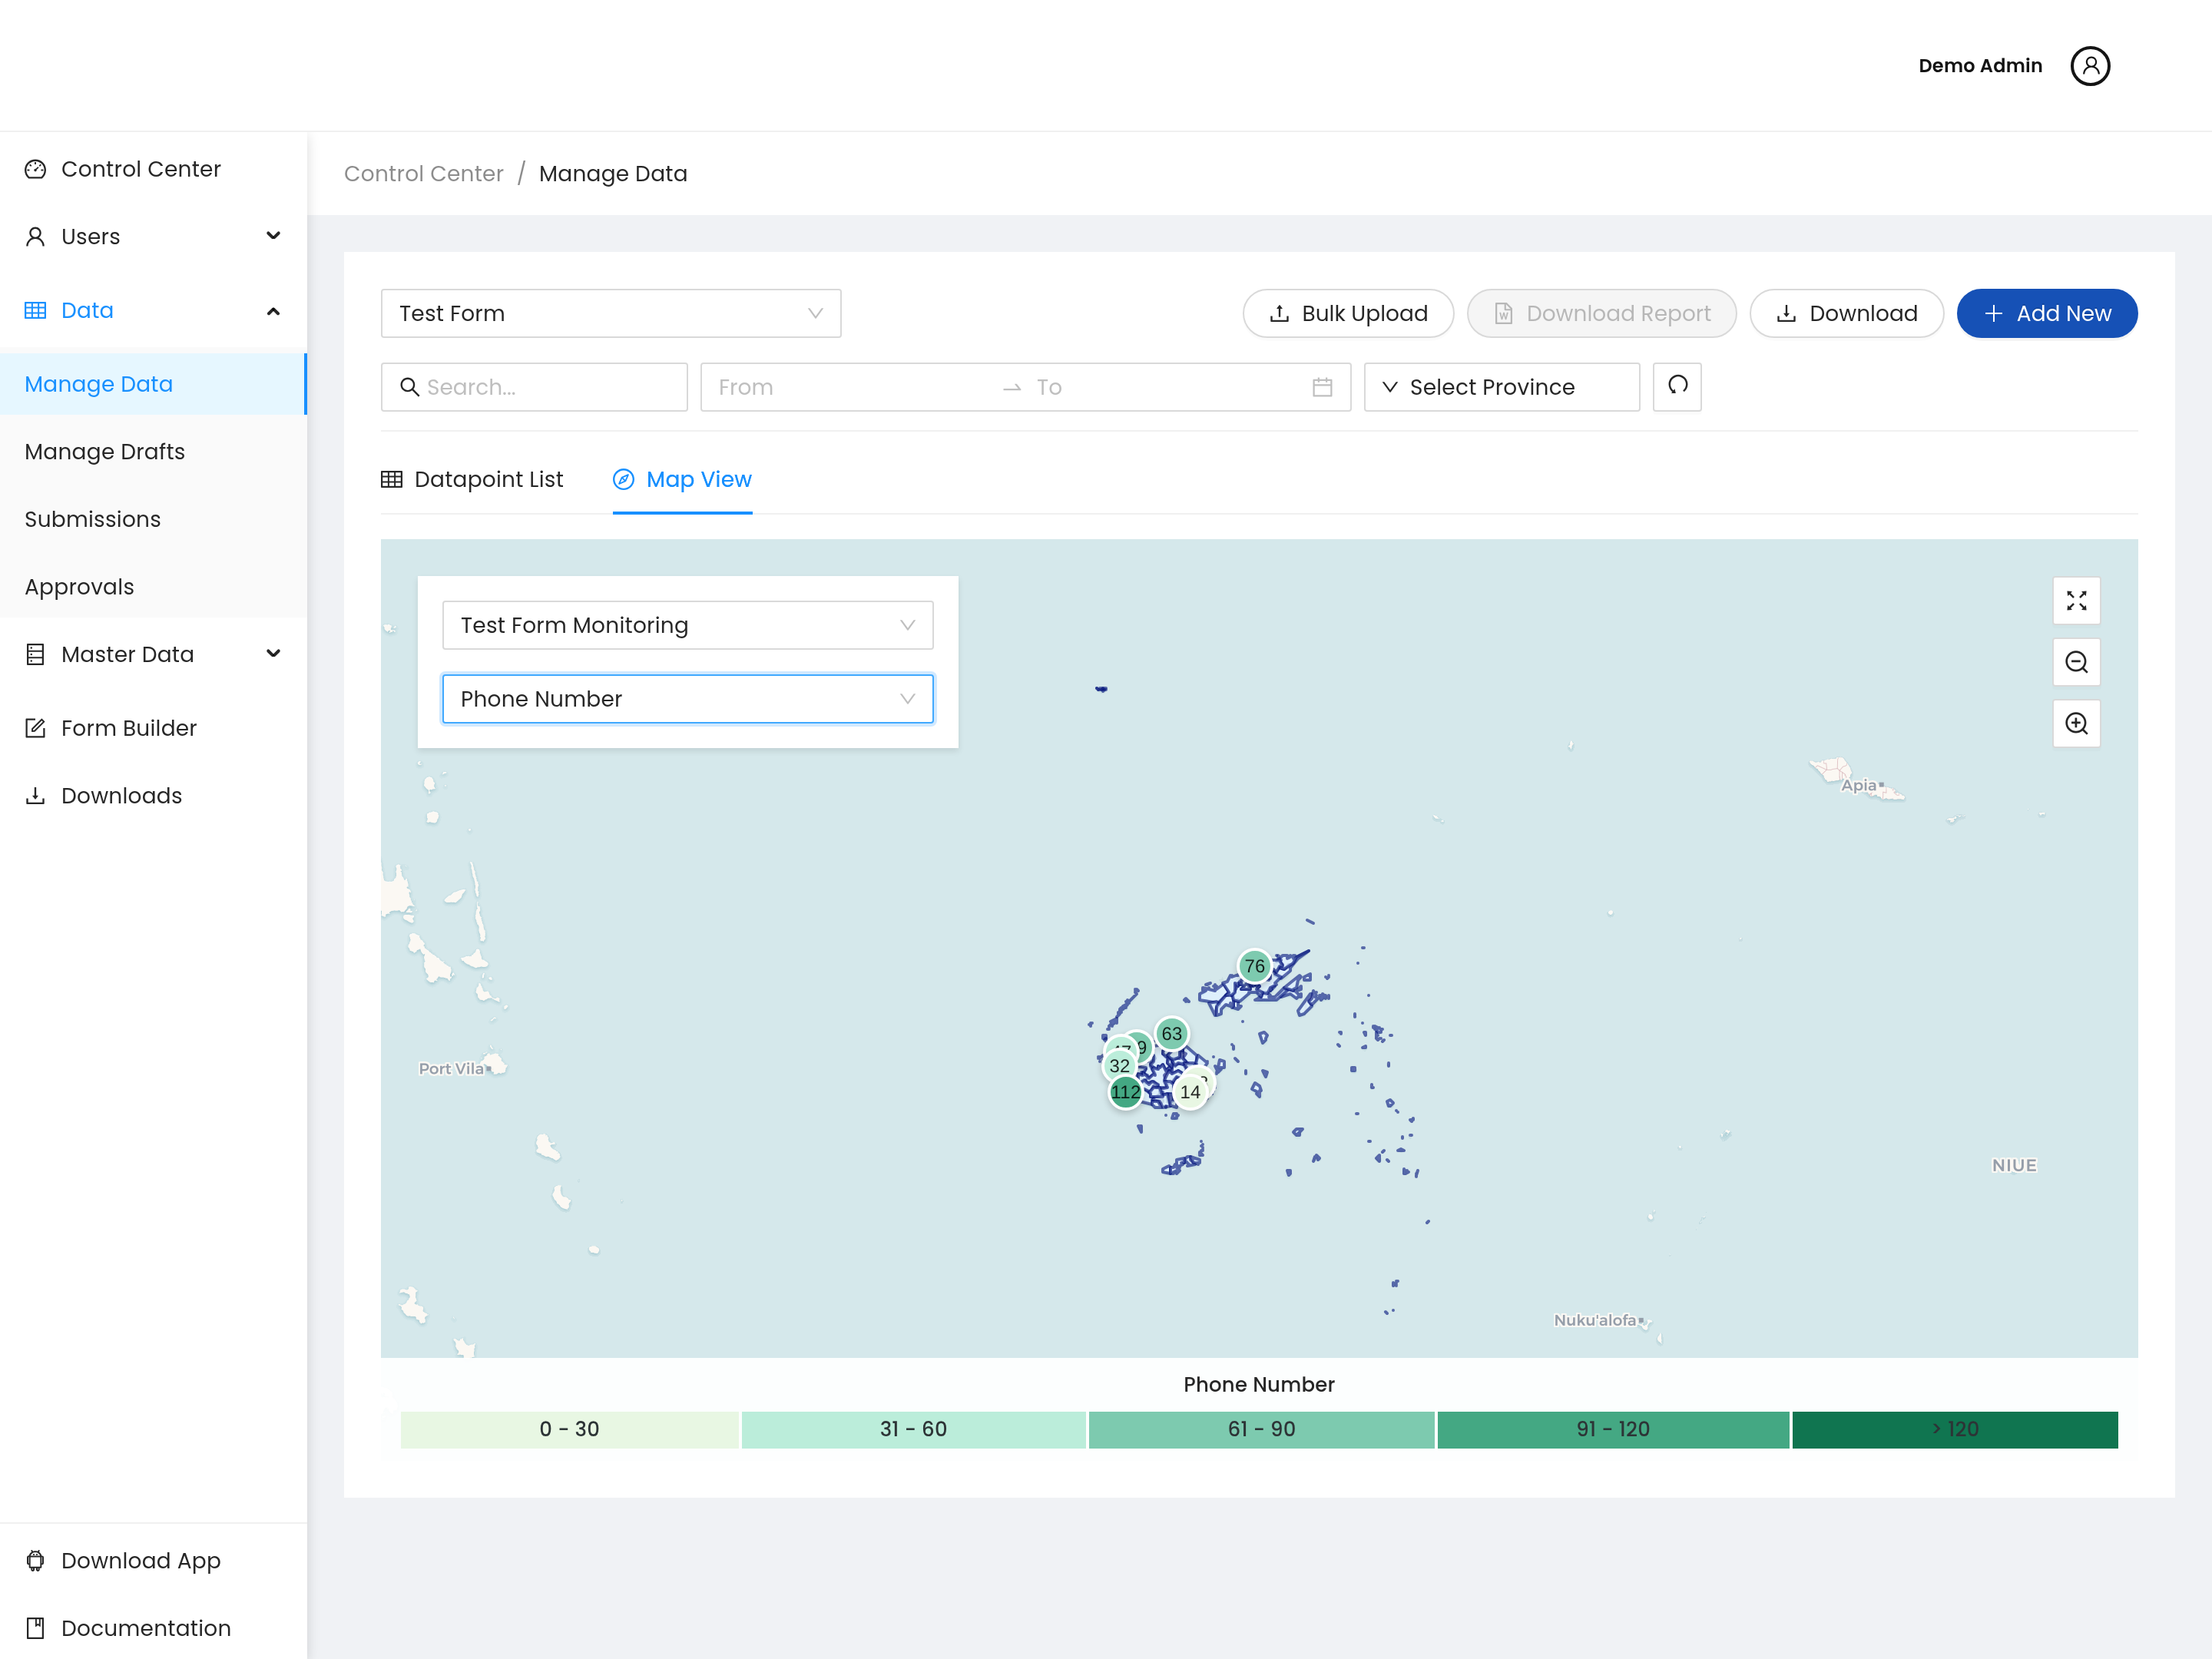 Demo Admin
Control Center
Users
Data
Manage Data
Manage Drafts
Submissions
Approvals
Master Data
Form Builder
Downloads
Download App
Documentation
Control Center / Manage Data
Test Form
Bulk Upload
Download Report
Download
+ Add New
Search...
From
To
Select Province
Datapoint List
Map View
Test Form Monitoring
Phone Number
Apia
76
63
32
112
14
Port Vila
NIUE
Nuku'alofa
Phone Number
0 - 30
31 - 60
61 - 90
91 - 120
> 120